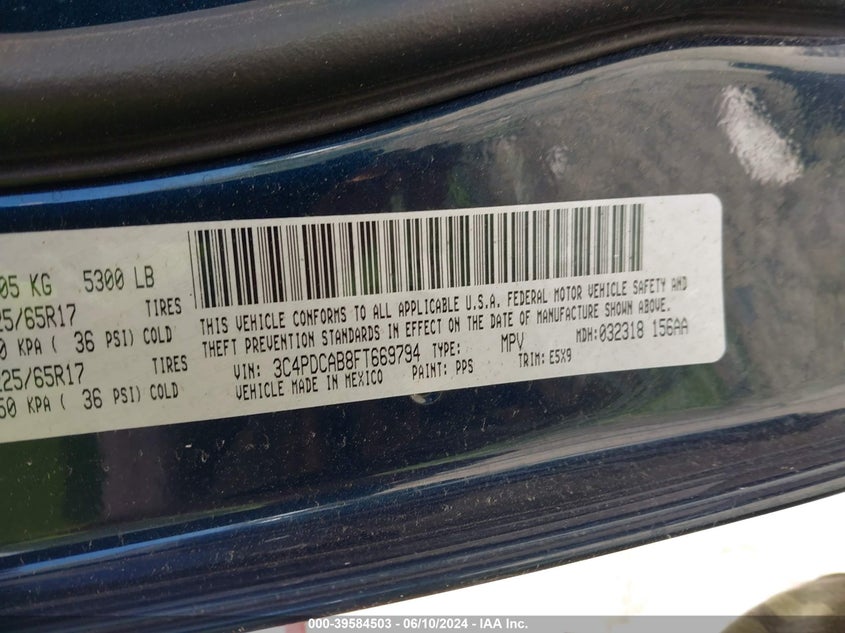 05 KG 5300 LB
25/65R17 TIRES
0 KPA ( 36 PSI) COLD
225/65R17 TIRES
50 KPA ( 36 PSI) COLD
THIS VEHICLE CONFORMS TO ALL APPLICABLE U.S.A. FEDERAL MOTOR VEHICLE SAFETY AND
THEFT PREVENTION STANDARDS IN EFFECT ON THE DATE OF MANUFACTURE SHOWN ABOVE.
VIN: 3C4PDCAB8FT669794 TYPE: MPV MDH:032318 156AA
VEHICLE MADE IN MEXICO PAINT: PPS TRIM: E5X9
000-39584503 - 06/10/2024 - IAA Inc.